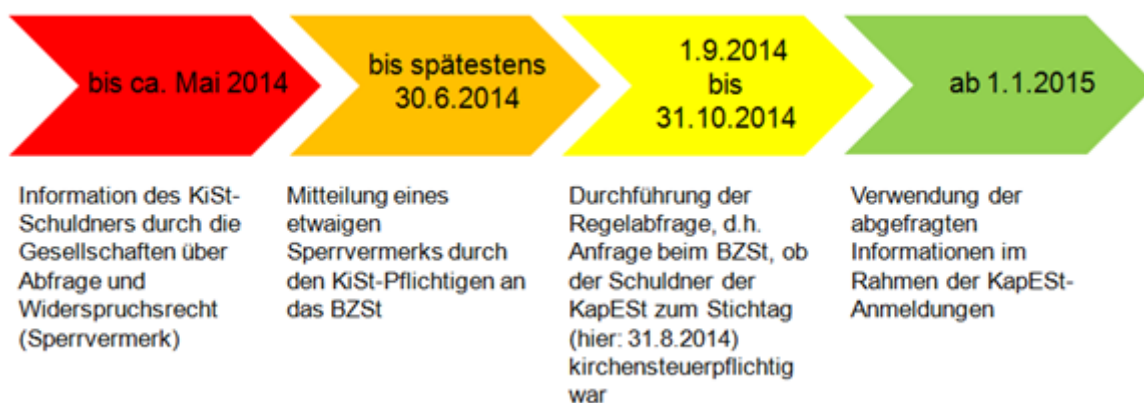 bis ca. Mai 2014
bis spätestens
30.6.2014
1.9.2014
bis
31.10.2014
ab 1.1.2015
Information des KiSt-
Schuldners durch die
Gesellschaften über
Abfrage und
Widerspruchsrecht
(Sperrvermerk)
Mitteilung eines
etwaigen
Sperrvermerks durch
den KiSt-Pflichtigen an
das BZSt
Durchführung der
Regelabfrage, d.h.
Anfrage beim BZSt, ob
der Schuldner der
KapESt zum Stichtag
(hier: 31.8.2014)
kirchensteuerpflichtig
war
Verwendung der
abgefragten
Informationen im
Rahmen der KapESt-
Anmeldungen